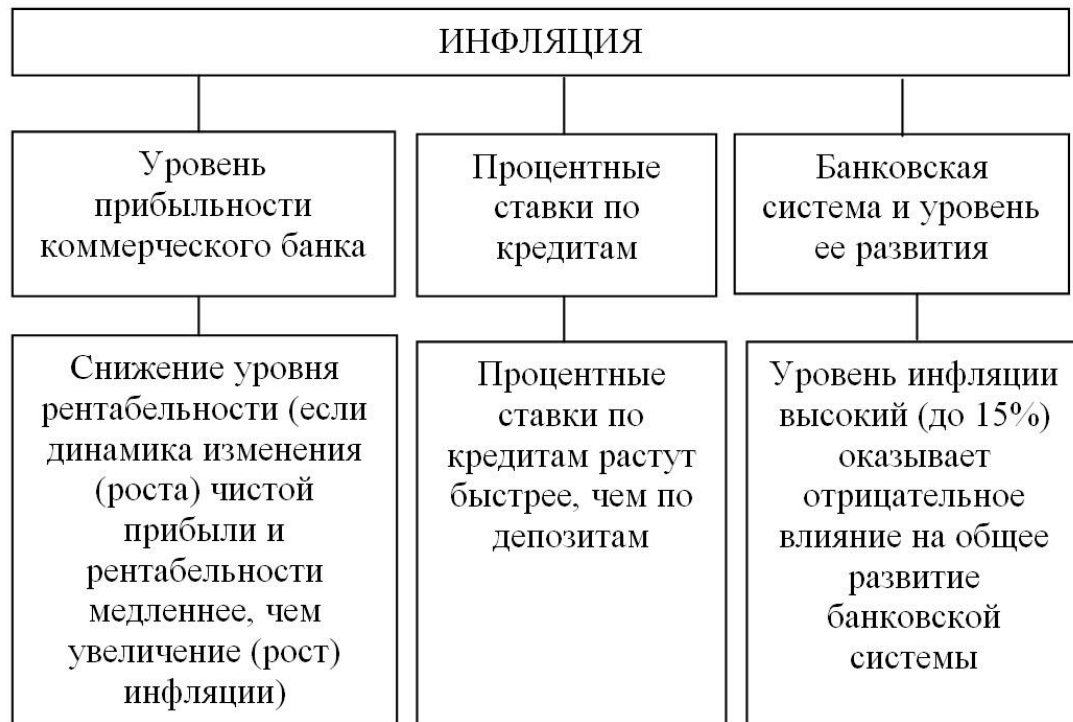 ИНФЛЯЦИЯ
Уровень
прибыльности
коммерческого банка
Процентные
ставки по
кредитам
Банковская
система и уровень
ее развития
Снижение уровня
рентабельности (если
динамика изменения
(роста) чистой
прибыли и
рентабельности
медленнее, чем
увеличение (рост)
инфляции)
Процентные
ставки по
кредитам растут
быстрее, чем по
депозитам
Уровень инфляции
высокий (до 15%)
оказывает
отрицательное
влияние на общее
развитие
банковской
системы